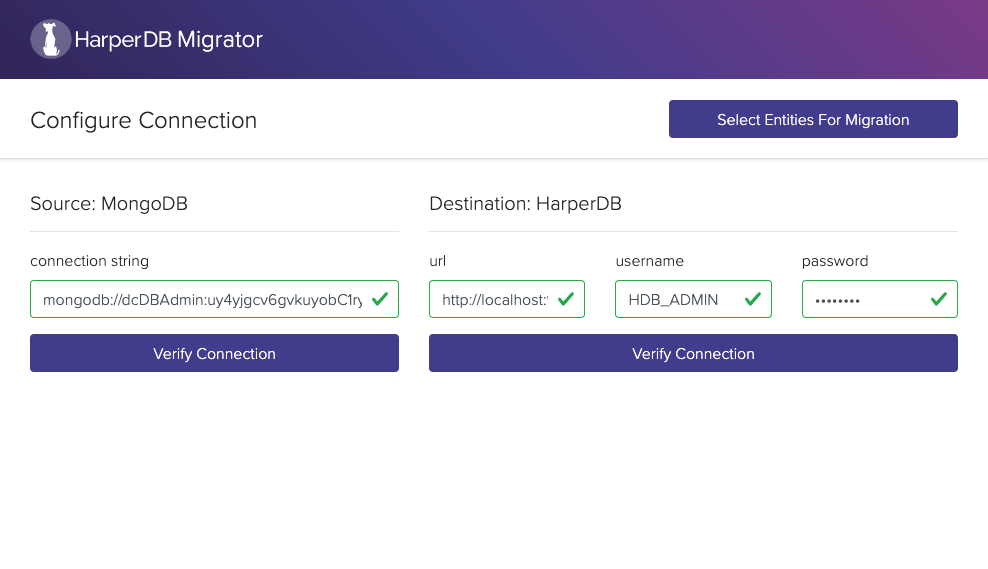 HarperDB Migrator
Configure Connection
Select Entities For Migration
Source: MongoDB
Destination: HarperDB
connection string
url
username
password
mongodb://dcDBAdmin:uy4yjgcv6gvkuyobC1ry
http://localhost:
HDB_ADMIN
••••••••
Verify Connection
Verify Connection